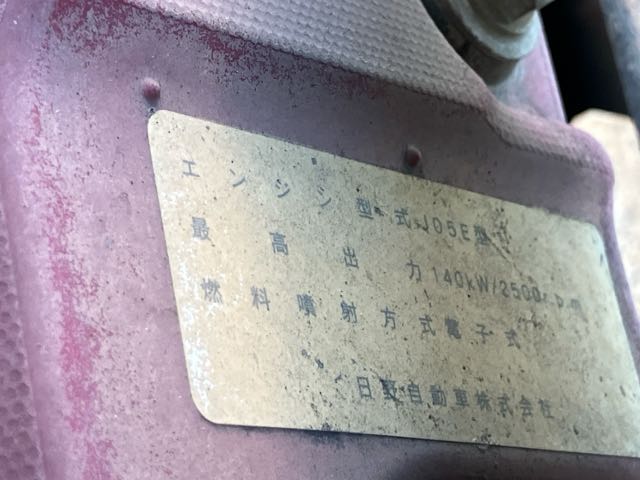 エンジン型式J05E型
最高出力140kW/2500r.p.m
燃料噴射方式電子式
日野自動車株式会社